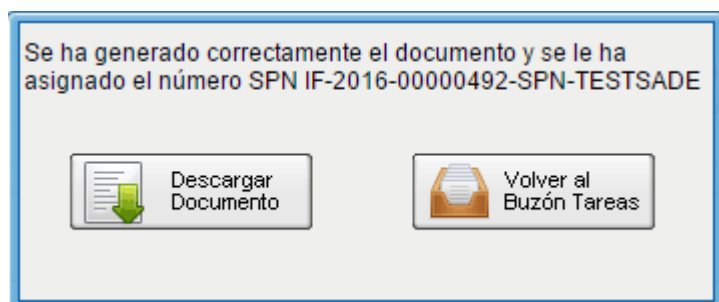 Se ha generado correctamente el documento y se le ha
asignado el número SPN IF-2016-00000492-SPN-TESTSADE
Descargar
Documento
Volver al
Buzón Tareas